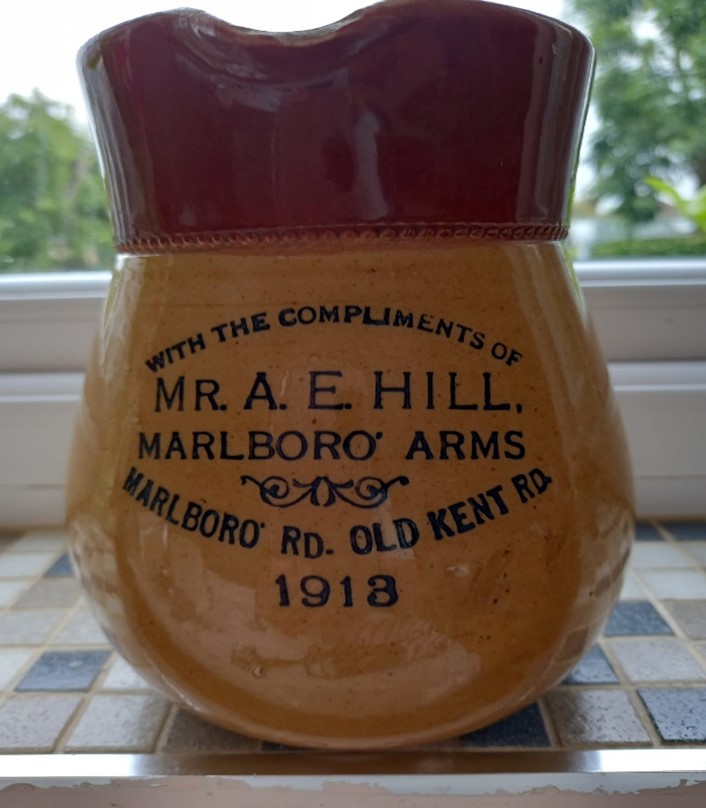 WITH THE COMPLIMENTS OF
MR. A. E. HILL,
MARLBORO' ARMS
MARLBORO' RD. OLD KENT RD.
1913